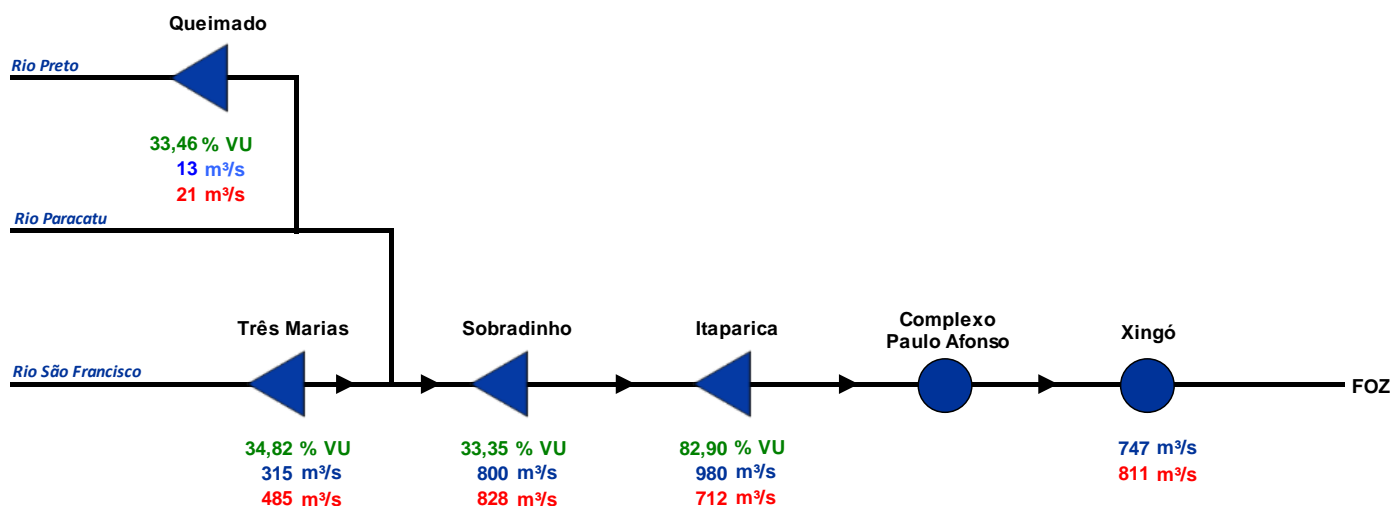 Queimado
Rio Preto
33,46 % VU
13 m³/s
21 m³/s
Rio Paracatu
Três Marias
Sobradinho
Itaparica
Complexo
Paulo Afonso
Xingó
Rio São Francisco
FOZ
34,82 % VU
315 m³/s
485 m³/s
33,35 % VU
800 m³/s
828 m³/s
82,90 % VU
980 m³/s
712 m³/s
747 m³/s
811 m³/s